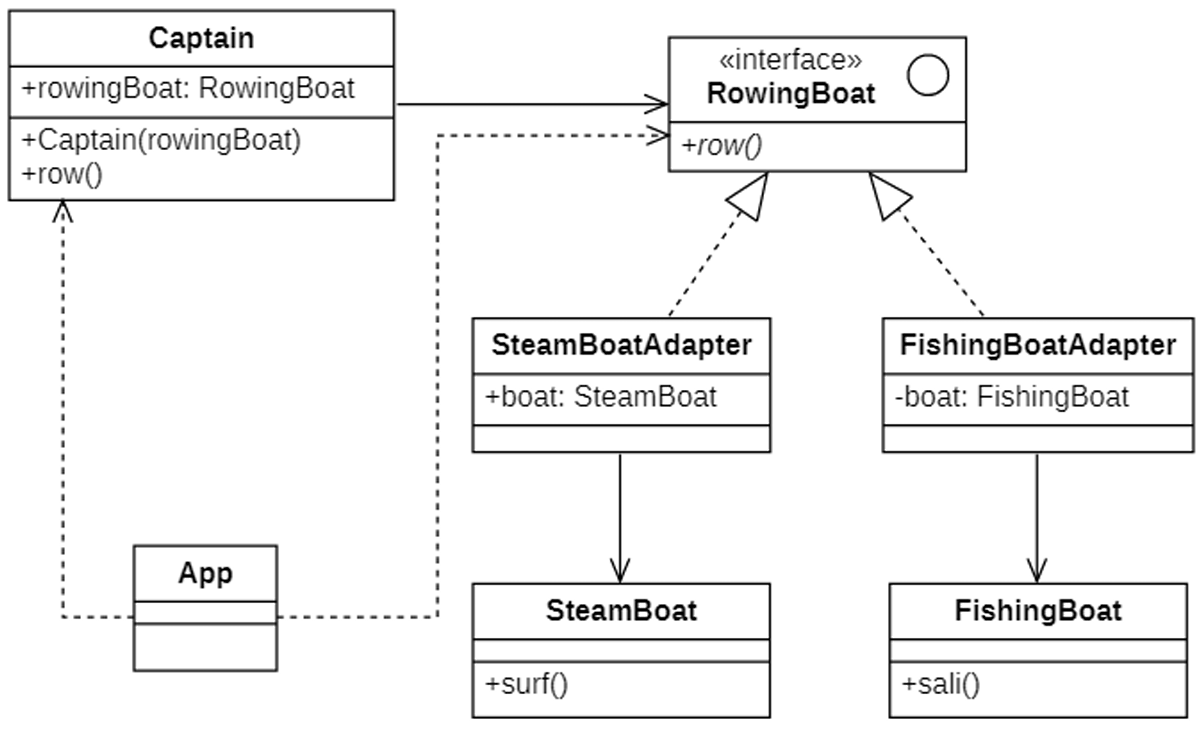 Captain
+rowingBoat: RowingBoat
+Captain(rowingBoat)
+row()
«interface»
RowingBoat
+row()
SteamBoatAdapter
+boat: SteamBoat
FishingBoatAdapter
-boat: FishingBoat
App
SteamBoat
+surf()
FishingBoat
+sali()